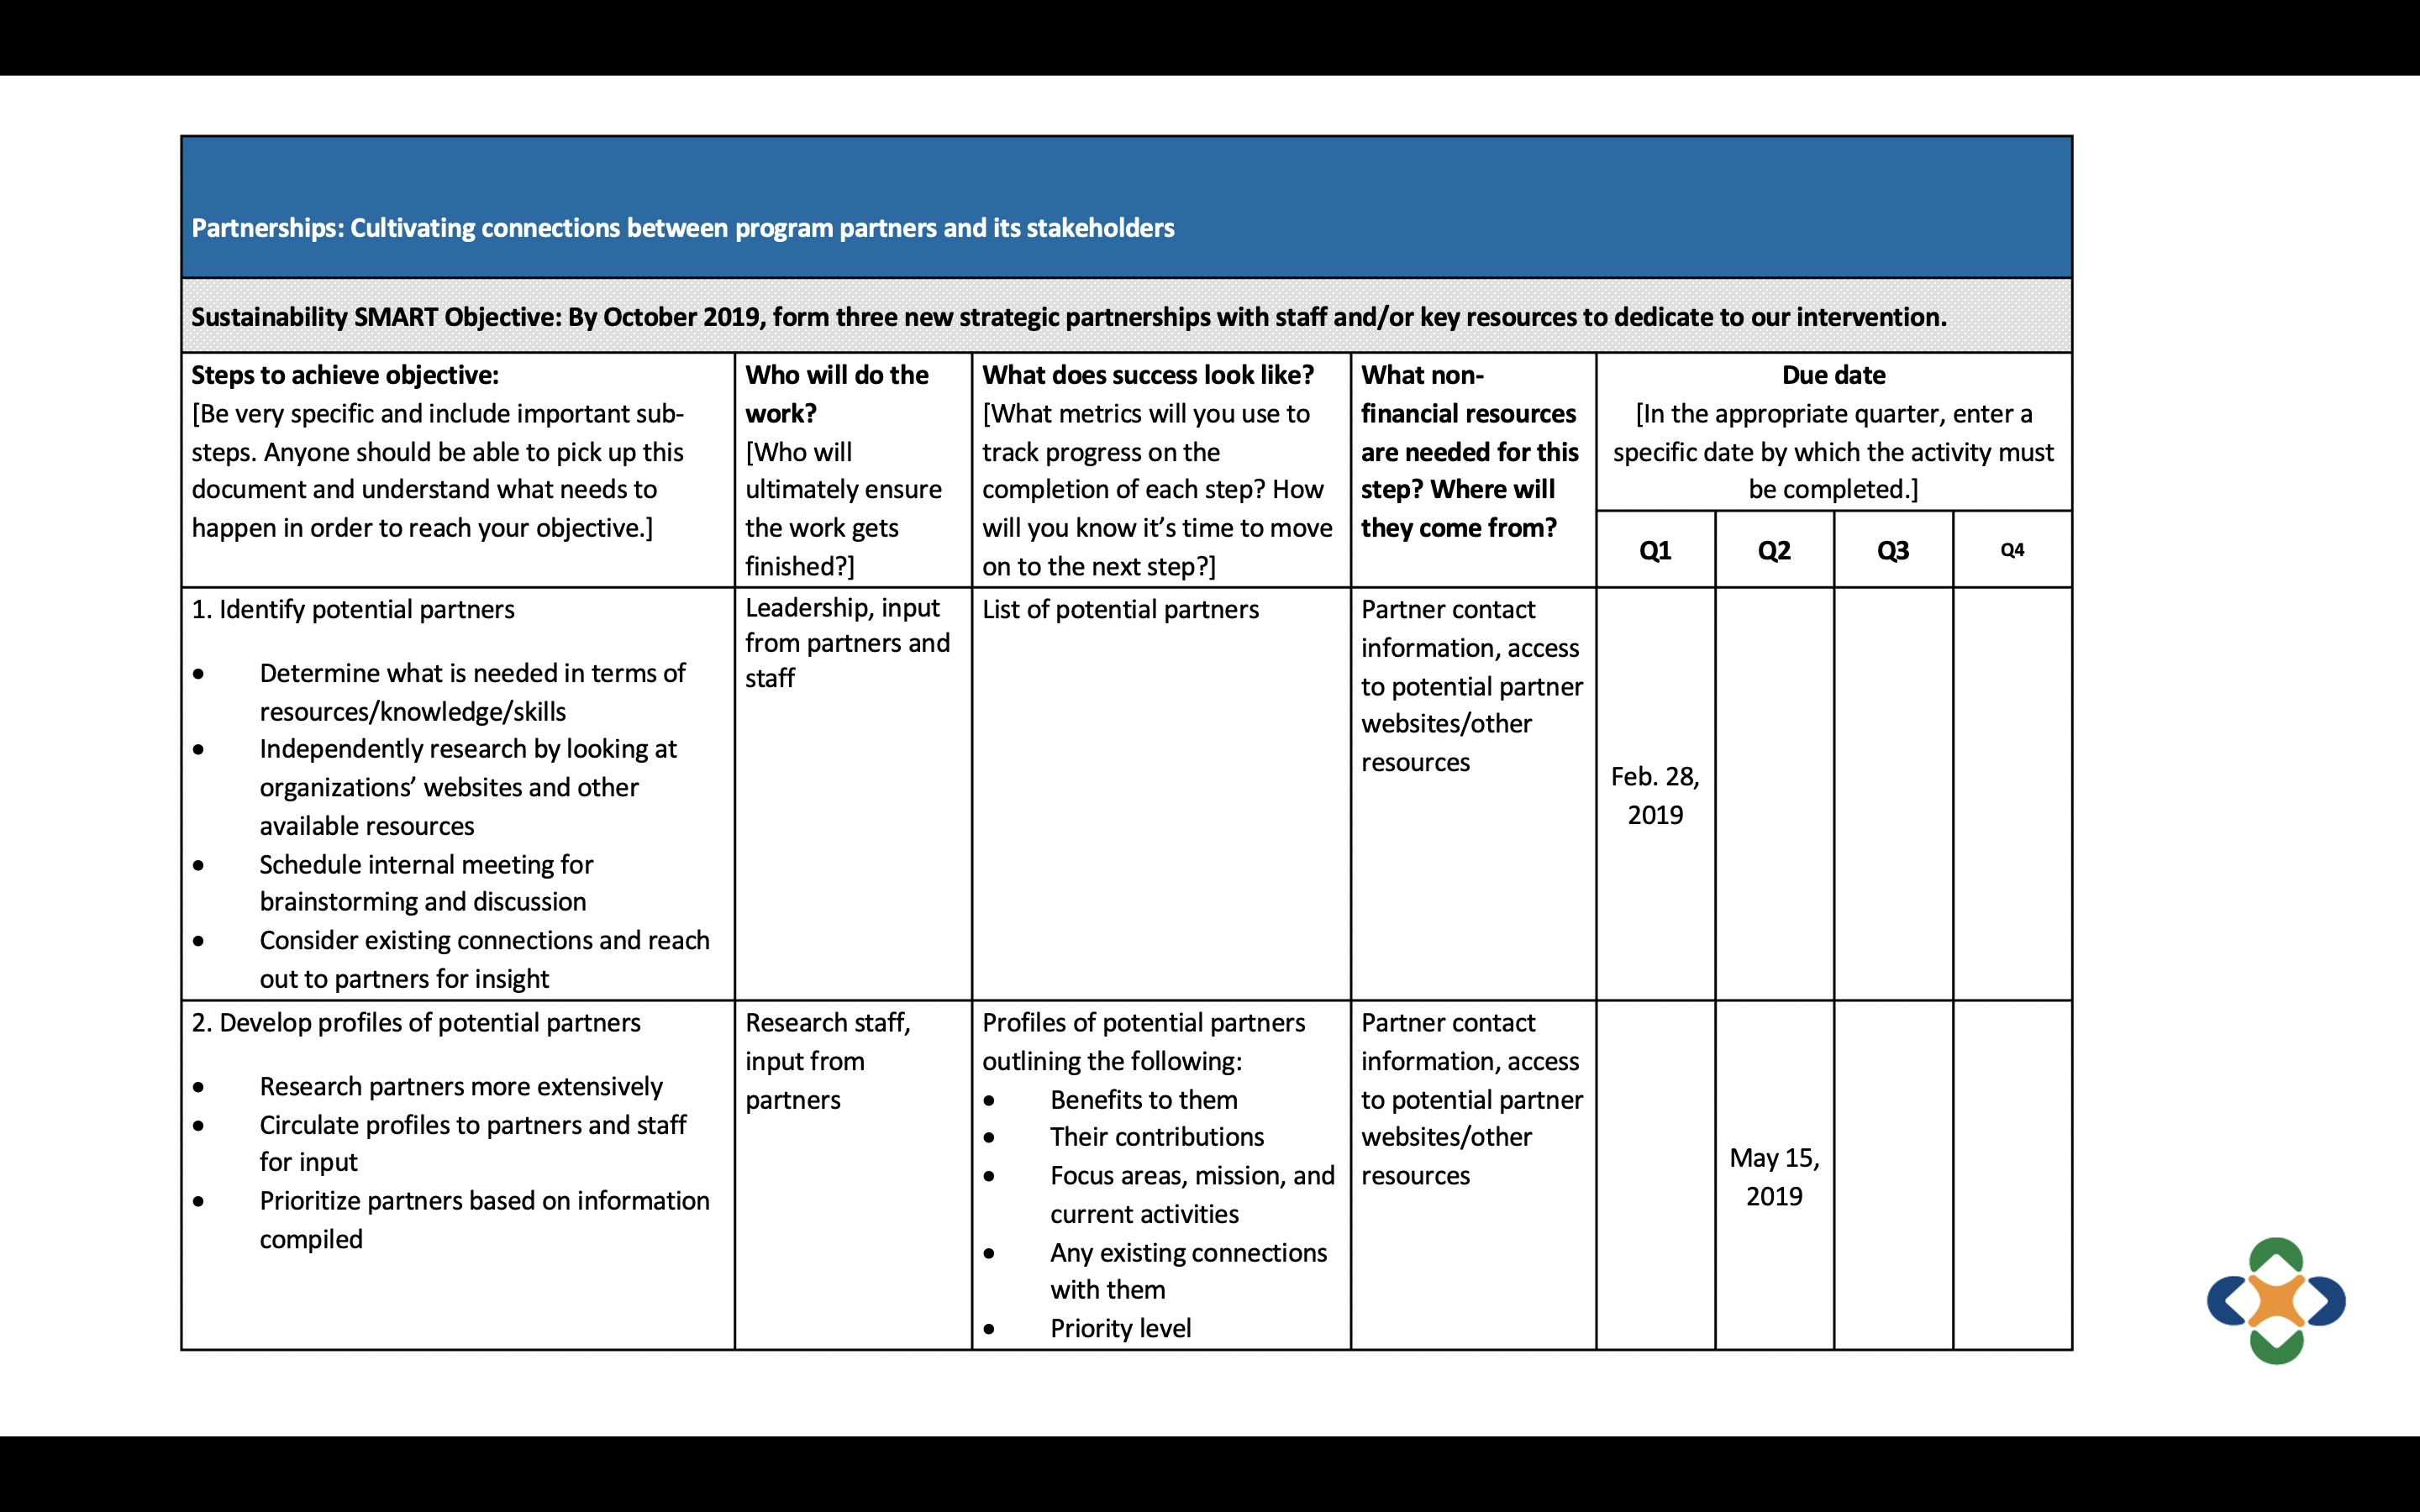 Partnerships: Cultivating connections between program partners and its stakeholders
Sustainability SMART Objective: By October 2019, form three new strategic partnerships with staff and/or key resources to dedicate to our intervention.
Steps to achieve objective:
[Be very specific and include important sub-
steps. Anyone should be able to pick up this
document and understand what needs to
happen in order to reach your objective.]
Who will do the
work?
[Who will
ultimately ensure
the work gets
finished?]
What does success look like?
[What metrics will you use to
track progress on the
completion of each step? How
will you know it’s time to move
on to the next step?]
What non-
financial resources
are needed for this
step? Where will
they come from?
Due date
[In the appropriate quarter, enter a
specific date by which the activity must
be completed.]
Q1
Q2
Q3
Q4
1. Identify potential partners
• Determine what is needed in terms of
resources/knowledge/skills
• Independently research by looking at
organizations’ websites and other
available resources
• Schedule internal meeting for
brainstorming and discussion
• Consider existing connections and reach
out to partners for insight
Leadership, input
from partners and
staff
List of potential partners
Partner contact
information, access
to potential partner
websites/other
resources
Feb. 28,
2019
2. Develop profiles of potential partners
• Research partners more extensively
• Circulate profiles to partners and staff
for input
• Prioritize partners based on information
compiled
Research staff,
input from
partners
Profiles of potential partners
outlining the following:
• Benefits to them
• Their contributions
• Focus areas, mission, and
current activities
• Any existing connections
with them
• Priority level
Partner contact
information, access
to potential partner
websites/other
resources
May 15,
2019